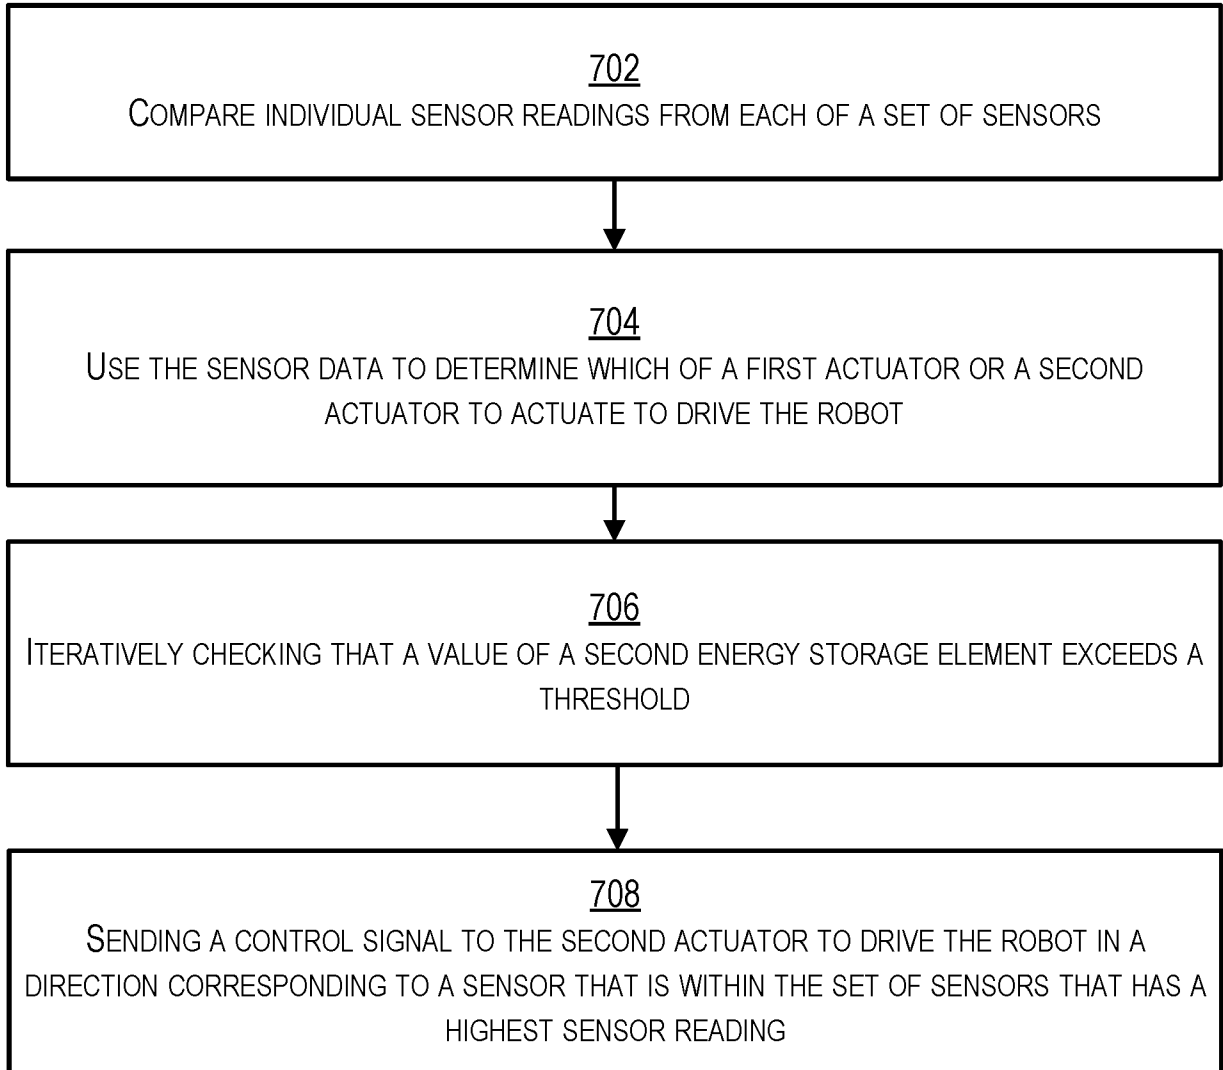 702
COMPARE INDIVIDUAL SENSOR READINGS FROM EACH OF A SET OF SENSORS
704
USE THE SENSOR DATA TO DETERMINE WHICH OF A FIRST ACTUATOR OR A SECOND
ACTUATOR TO ACTUATE TO DRIVE THE ROBOT
706
ITERATIVELY CHECKING THAT A VALUE OF A SECOND ENERGY STORAGE ELEMENT EXCEEDS A
THRESHOLD
708
SENDING A CONTROL SIGNAL TO THE SECOND ACTUATOR TO DRIVE THE ROBOT IN A
DIRECTION CORRESPONDING TO A SENSOR THAT IS WITHIN THE SET OF SENSORS THAT HAS A
HIGHEST SENSOR READING